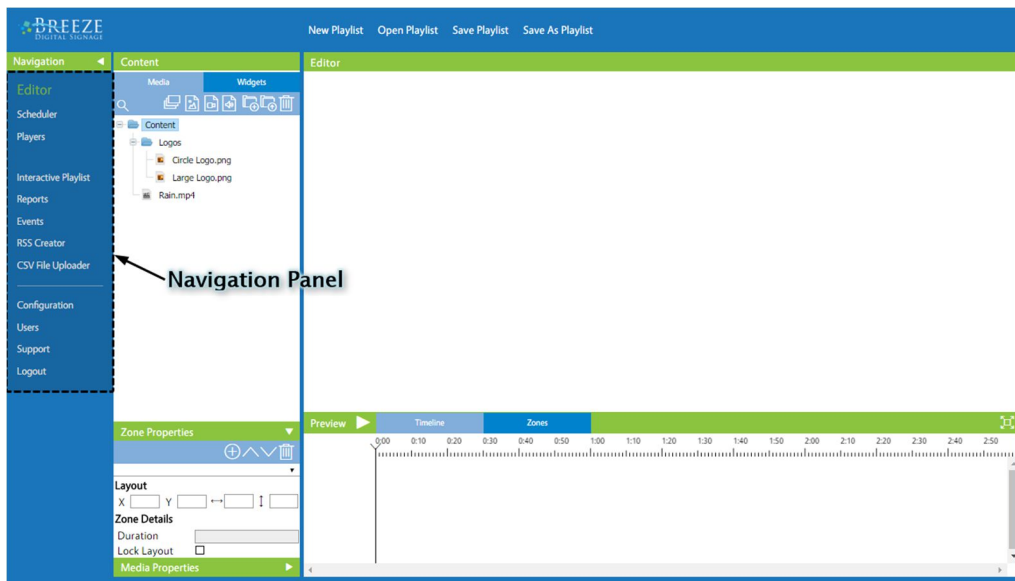 BREEZE
DIGITAL SIGNAGE
New Playlist Open Playlist Save Playlist Save As Playlist
Navigation
Content
Editor
Editor
Scheduler
Players
Interactive Playlist
Reports
Events
RSS Creator
CSV File Uploader
Configuration
Users
Support
Logout
Media Widgets
Content
Logos
Circle Logo.png
Large Logo.png
Rain.mp4
Navigation Panel
Zone Properties
Layout
X Y
Zone Details
Duration
Lock Layout
Media Properties
Preview Timeline Zones
0:00 0:10 0:20 0:30 0:40 0:50 1:00 1:10 1:20 1:30 1:40 1:50 2:00 2:10 2:20 2:30 2:40 2:50